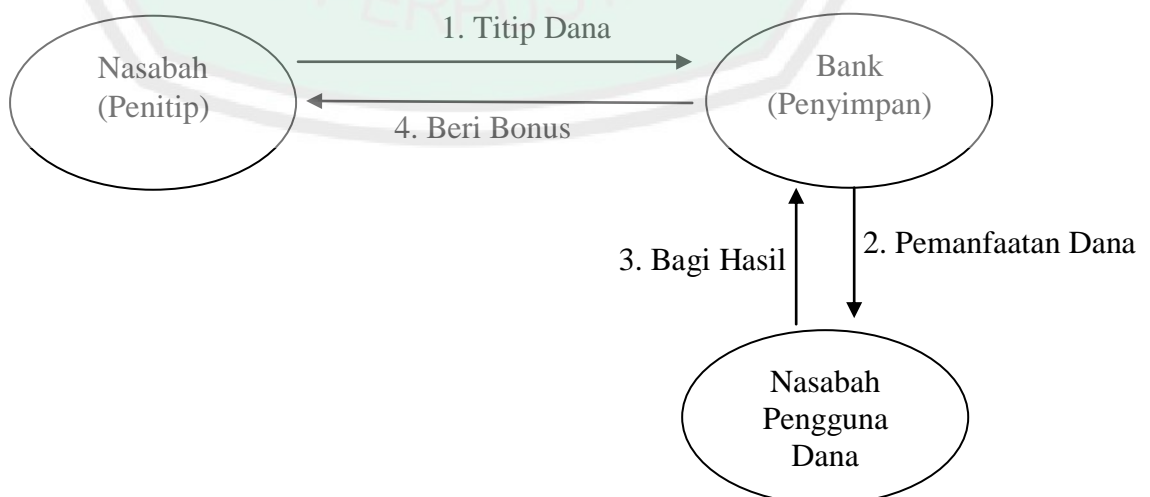 1. Titip Dana
Nasabah
(Penitip)
Bank
(Penyimpan)
4. Beri Bonus
2. Pemanfaatan Dana
3. Bagi Hasil
Nasabah
Pengguna
Dana